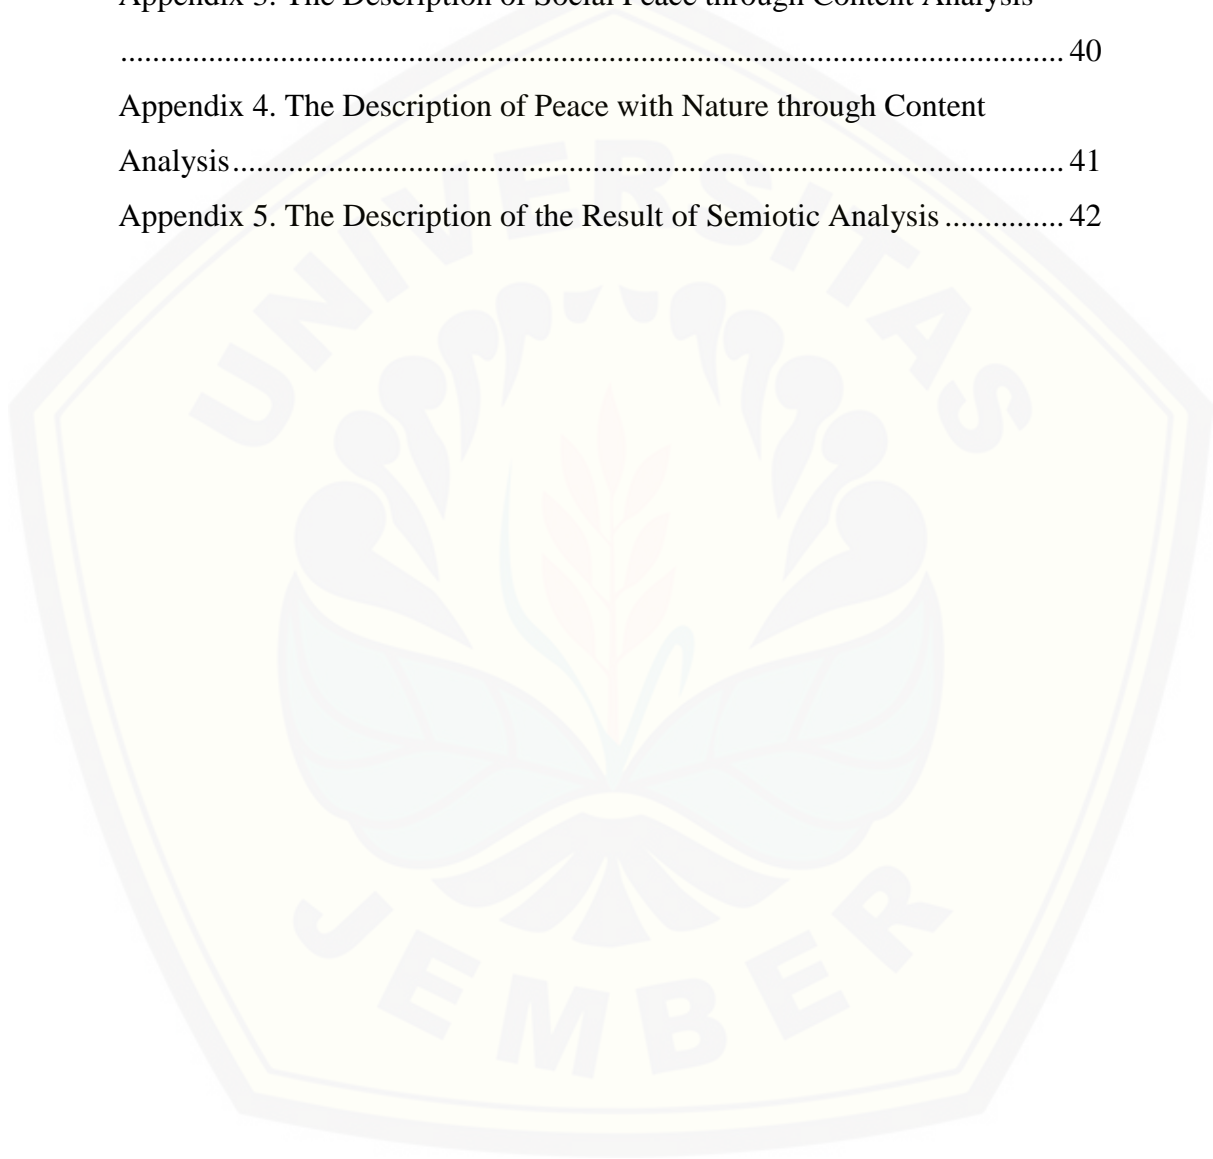 Appendix 3. The Description of Social Peace through Content Analysis
.................................................................................................................... 40
Appendix 4. The Description of Peace with Nature through Content
Analysis...................................................................................................... 41
Appendix 5. The Description of the Result of Semiotic Analysis .............. 42
UNIVERSITAS
JEMBER